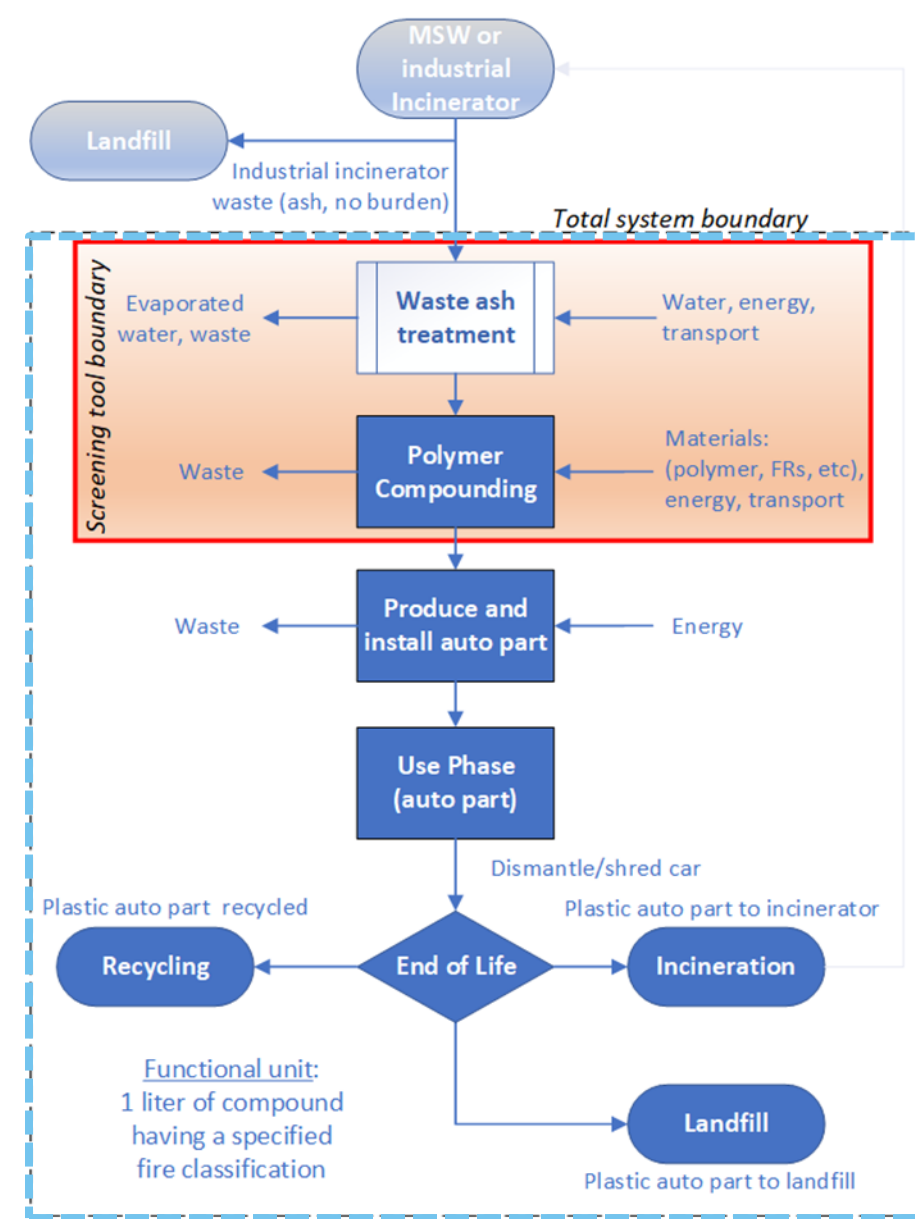 MSW or
industrial
Incinerator
Landfill
Industrial incinerator
waste (ash, no burden)
Total system boundary
Screening tool boundary
Evaporated
water, waste
Waste ash
treatment
Water, energy,
transport
Waste
Polymer
Compounding
Materials:
(polymer, FRs, etc),
energy, transport
Waste
Produce and
install auto part
Energy
Use Phase
(auto part)
Dismantle/shred car
Plastic auto part recycled
Plastic auto part to incinerator
Recycling
End of Life
Incineration
Functional unit:
1 liter of compound
having a specified
fire classification
Landfill
Plastic auto part to landfill